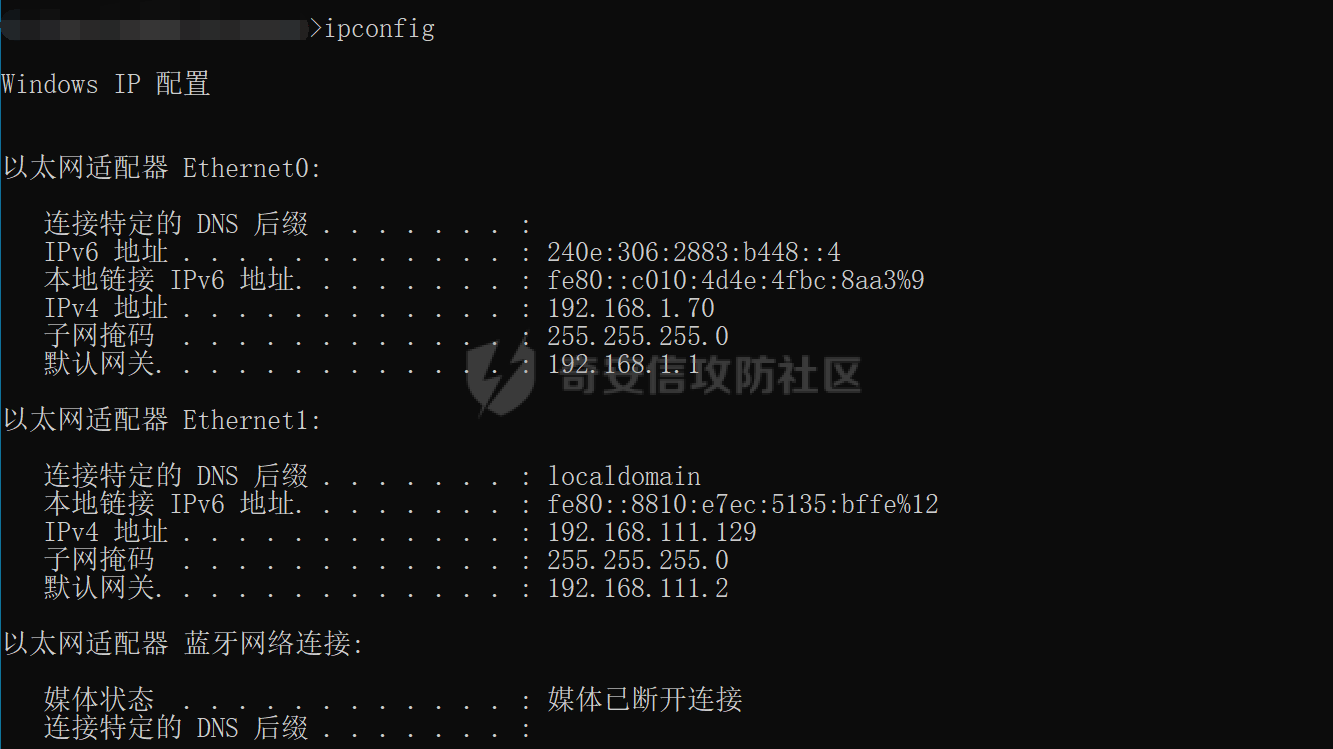 >ipconfig
Windows IP 配置
以太网适配器 Ethernet0:
连接特定的 DNS 后缀 . . . . . . . :
IPv6 地址 . . . . . . . . . . . . : 240e:306:2883:b448::4
本地链接 IPv6 地址. . . . . . . . : fe80::c010:4d4e:4fbc:8aa3%9
IPv4 地址 . . . . . . . . . . . . : 192.168.1.70
子网掩码 . . . . . . . . . . . . : 255.255.255.0
默认网关. . . . . . . . . . . . . : 192.168.1.1
奇安信攻防社区
以太网适配器 Ethernet1:
连接特定的 DNS 后缀 . . . . . . . : localdomain
本地链接 IPv6 地址. . . . . . . . : fe80::8810:e7ec:5135:bffe%12
IPv4 地址 . . . . . . . . . . . . : 192.168.111.129
子网掩码 . . . . . . . . . . . . : 255.255.255.0
默认网关. . . . . . . . . . . . . : 192.168.111.2
以太网适配器 蓝牙网络连接:
媒体状态 . . . . . . . . . . . . : 媒体已断开连接
连接特定的 DNS 后缀 . . . . . . . :